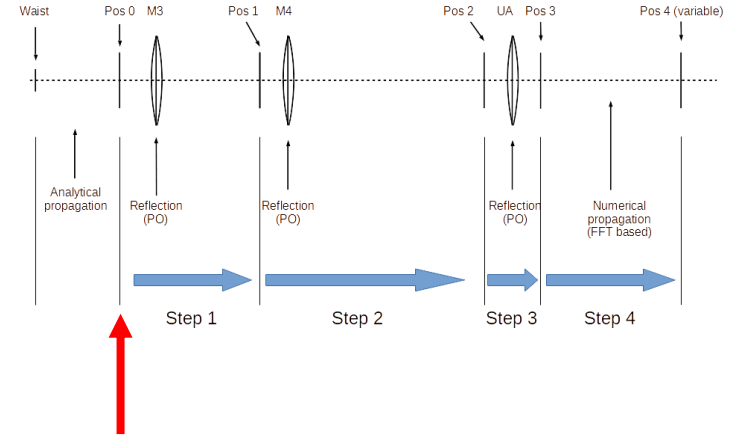 Waist
Pos 0
M3
Pos 1
M4
Pos 2
UA
Pos 3
Pos 4 (variable)
Analytical
propagation
Reflection
(PO)
Reflection
(PO)
Reflection
(PO)
Numerical
propagation
(FFT based)
Step 1
Step 2
Step 3
Step 4